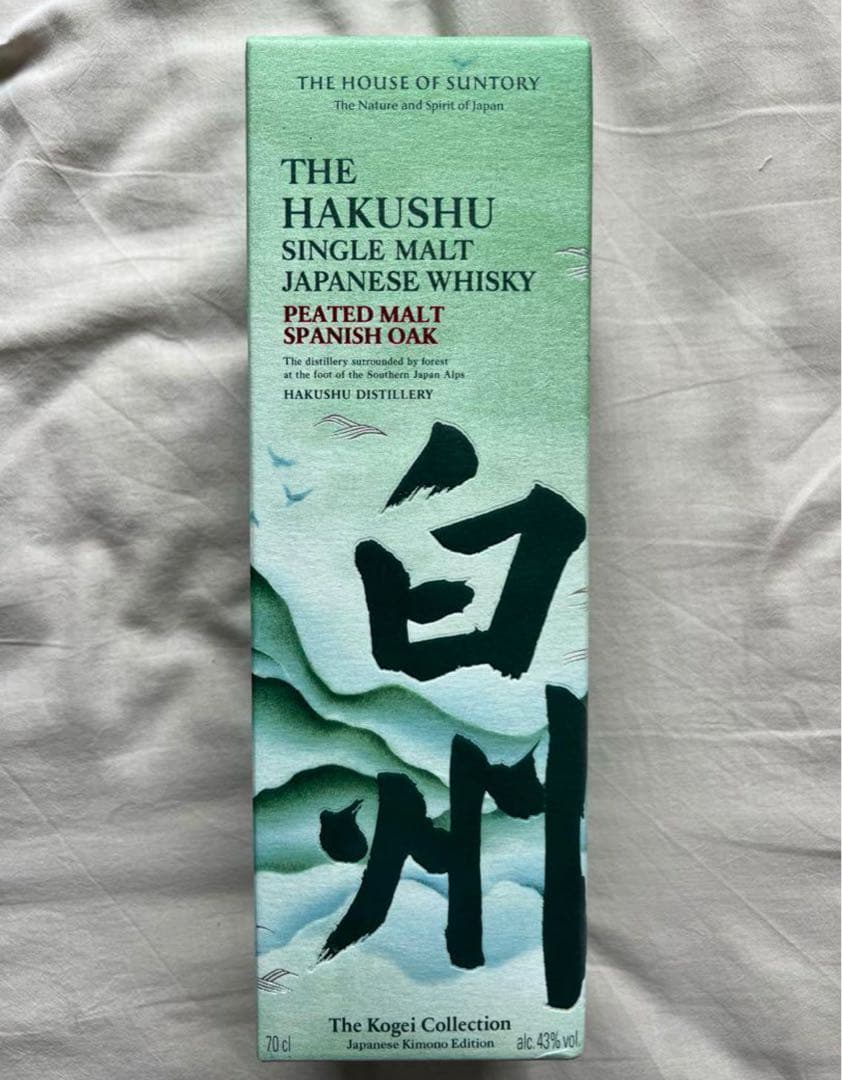 THE HOUSE OF SUNTORY
The Nature and Spirit of Japan
THE
HAKUSHU
SINGLE MALT
JAPANESE WHISKY
PEATED MALT
SPANISH OAK
The distillery surrounded by forest
at the foot of the Southern Japan Alps
HAKUSHU DISTILLERY
白
州
The Kogei Collection
70 cl Japanese Kimono Edition alc. 43% vol.